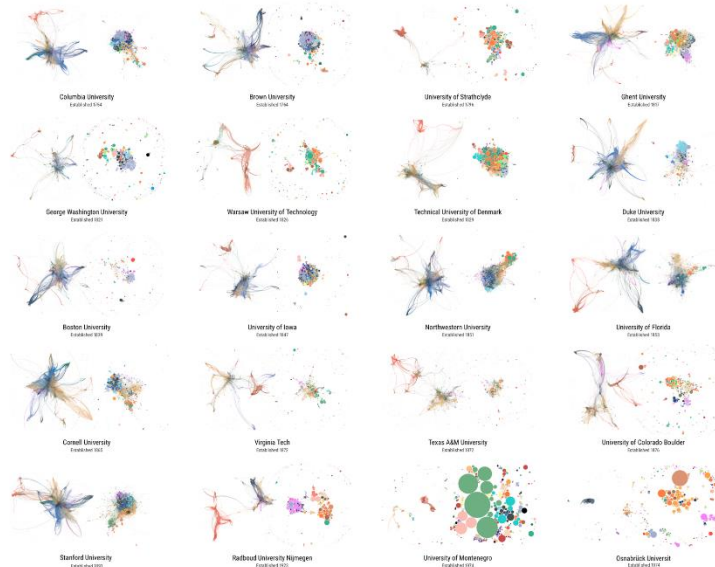 Columbia University
Established 1754
Brown University
Established 1764
University of Strathclyde
Established 1796
Ghent University
Established 1817
George Washington University
Established 1821
Warsaw University of Technology
Established 1826
Technical University of Denmark
Established 1829
Duke University
Established 1838
Boston University
Established 1839
University of Iowa
Established 1847
Northwestern University
Established 1851
University of Florida
Established 1853
Cornell University
Established 1865
Virginia Tech
Established 1872
Texas A&M University
Established 1872
University of Colorado Boulder
Established 1876
Stanford University
Established
Radboud University Nijmegen
Established 1923
University of Montenegro
Established 1974
Osnabrück Universit
Established 1974